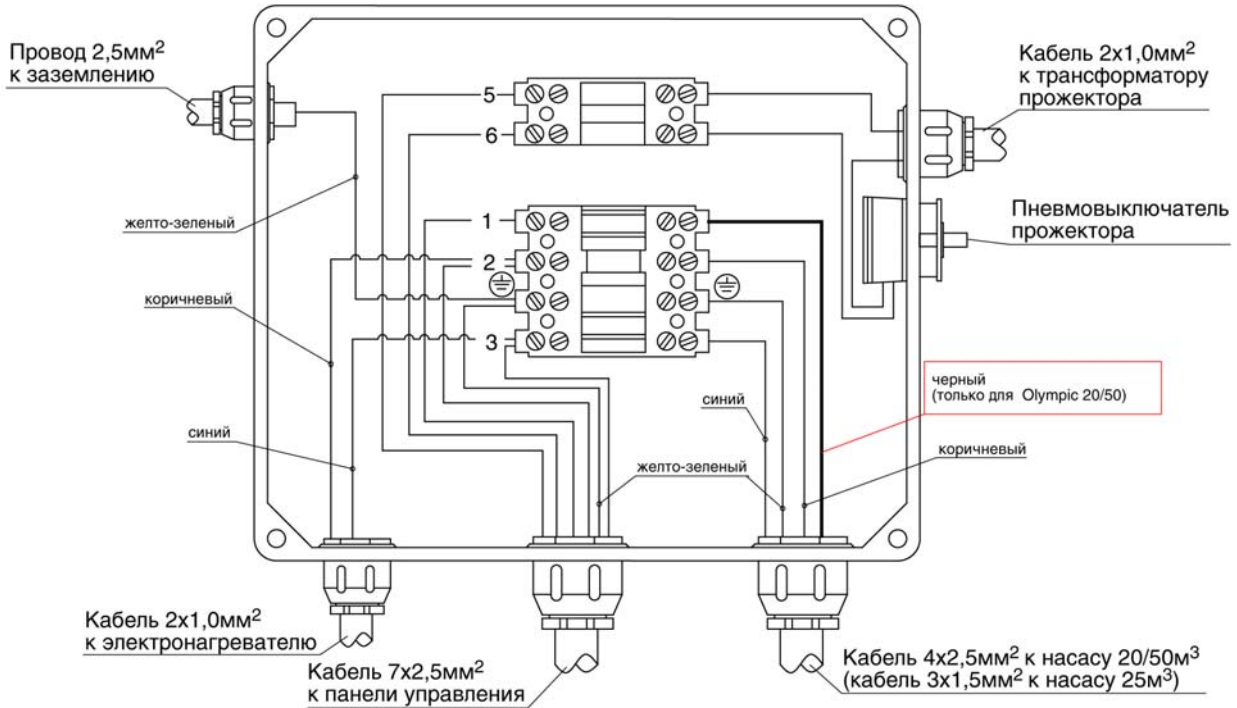 Провод 2,5мм²
к заземлению
Кабель 2х1,0мм²
к трансформатору
прожектора
5
6
желто-зеленый
1
Пневмовыключатель
прожектора
2
коричневый
3
черный
(только для Olympic 20/50)
синий
синий
коричневый
желто-зеленый
Кабель 2х1,0мм²
к электронагревателю
Кабель 7х2,5мм²
к панели управления
Кабель 4х2,5мм² к насасу 20/50м³
(кабель 3х1,5мм² к насасу 25м³)